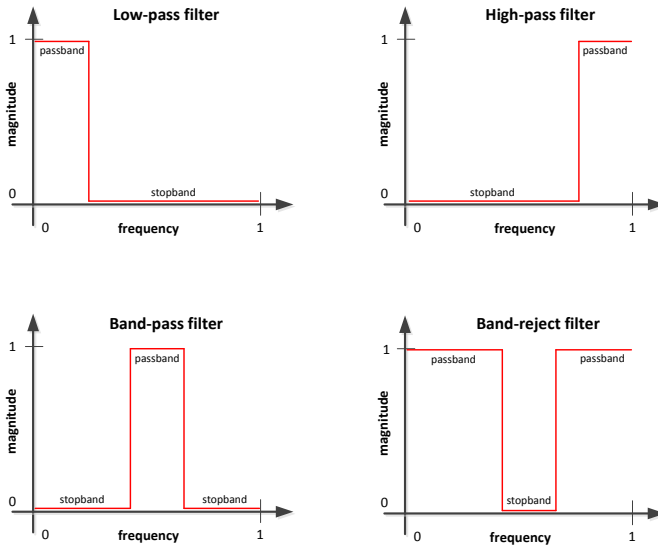 Low-pass filter
1
passband
magnitude
stopband
0
0
frequency
1
High-pass filter
1
passband
magnitude
stopband
0
0
frequency
1
Band-pass filter
1
passband
magnitude
stopband
stopband
0
0
frequency
1
Band-reject filter
1
passband
passband
magnitude
stopband
0
0
frequency
1